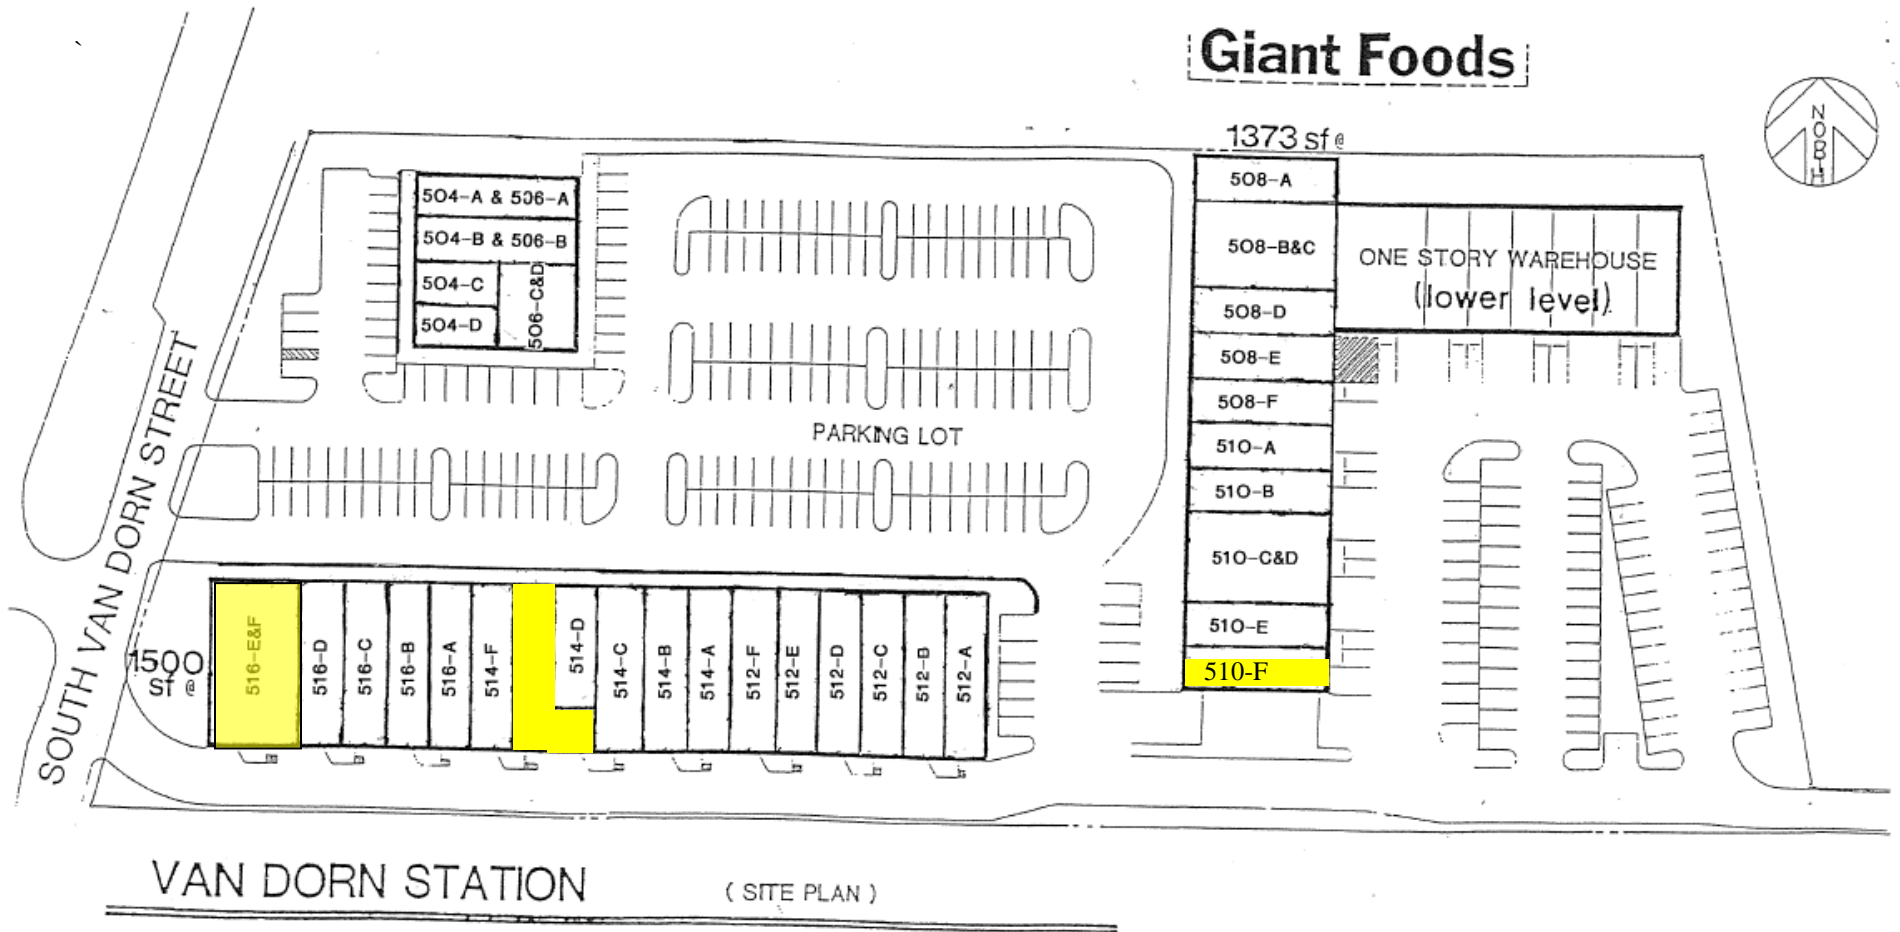 Giant Foods
1373 sf @
NORTH
504-A & 506-A
504-B & 506-B
504-C
504-D
506-C&D
508-A
508-B&C
508-D
508-E
508-F
510-A
510-B
510-C&D
510-E
510-F
ONE STORY WAREHOUSE
(lower level)
PARKING LOT
SOUTH VAN DORN STREET
1500
sf @
516-E&F
516-D
516-C
516-B
516-A
514-F
514-D
514-C
514-B
514-A
512-F
512-E
512-D
512-C
512-B
512-A
VAN DORN STATION
( SITE PLAN )